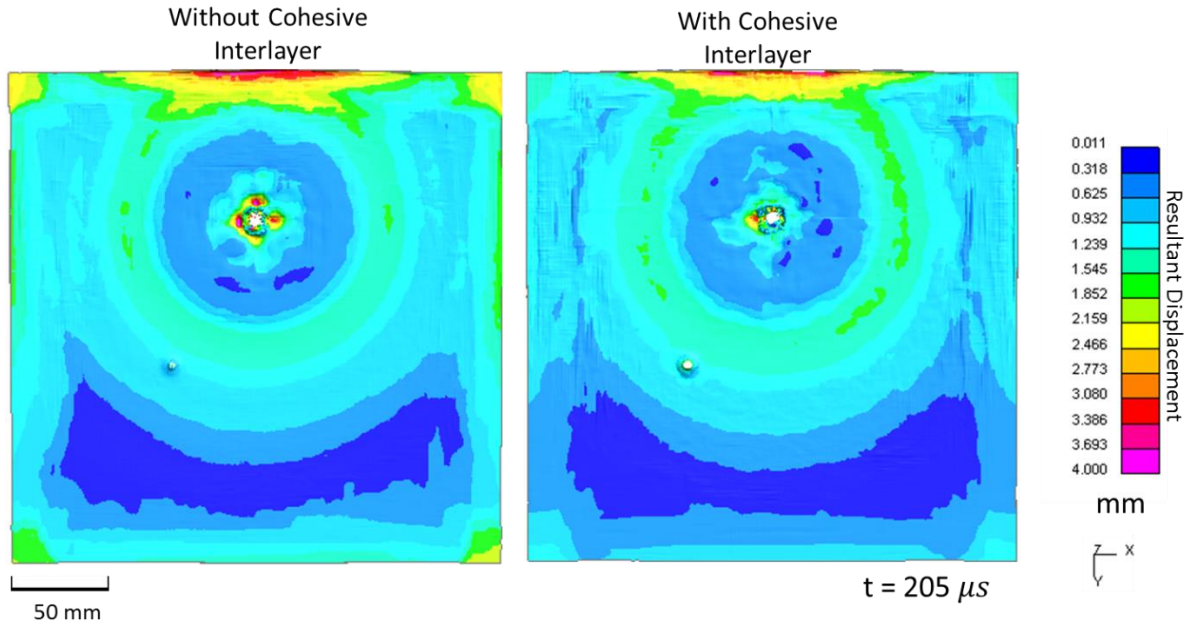 Without Cohesive
Interlayer
With Cohesive
Interlayer
0.011
0.318
0.625
0.932
1.239
1.545
1.852
2.159
2.466
2.773
3.080
3.386
3.693
4.000
Resultant Displacement
mm
Z X
Y
t = 205 𝜇𝑠
50 mm